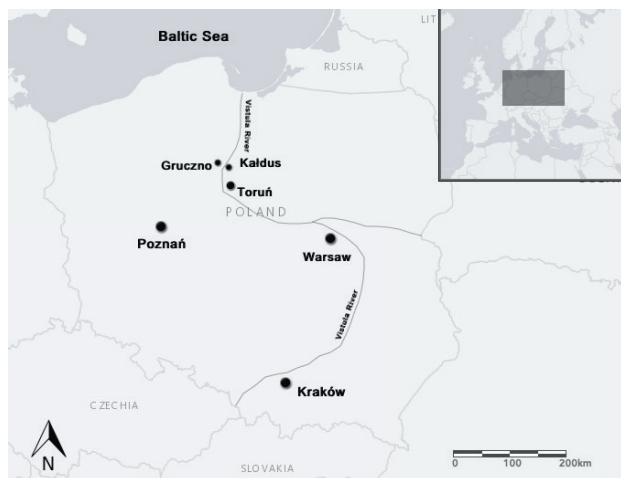 Baltic Sea
LIT
RUSSIA
Vistula River
Gruczno
Kałdus
Toruń
POLAND
Poznań
Warsaw
Vistula River
Kraków
CZECHIA
SLOVAKIA
N
0 100 200km